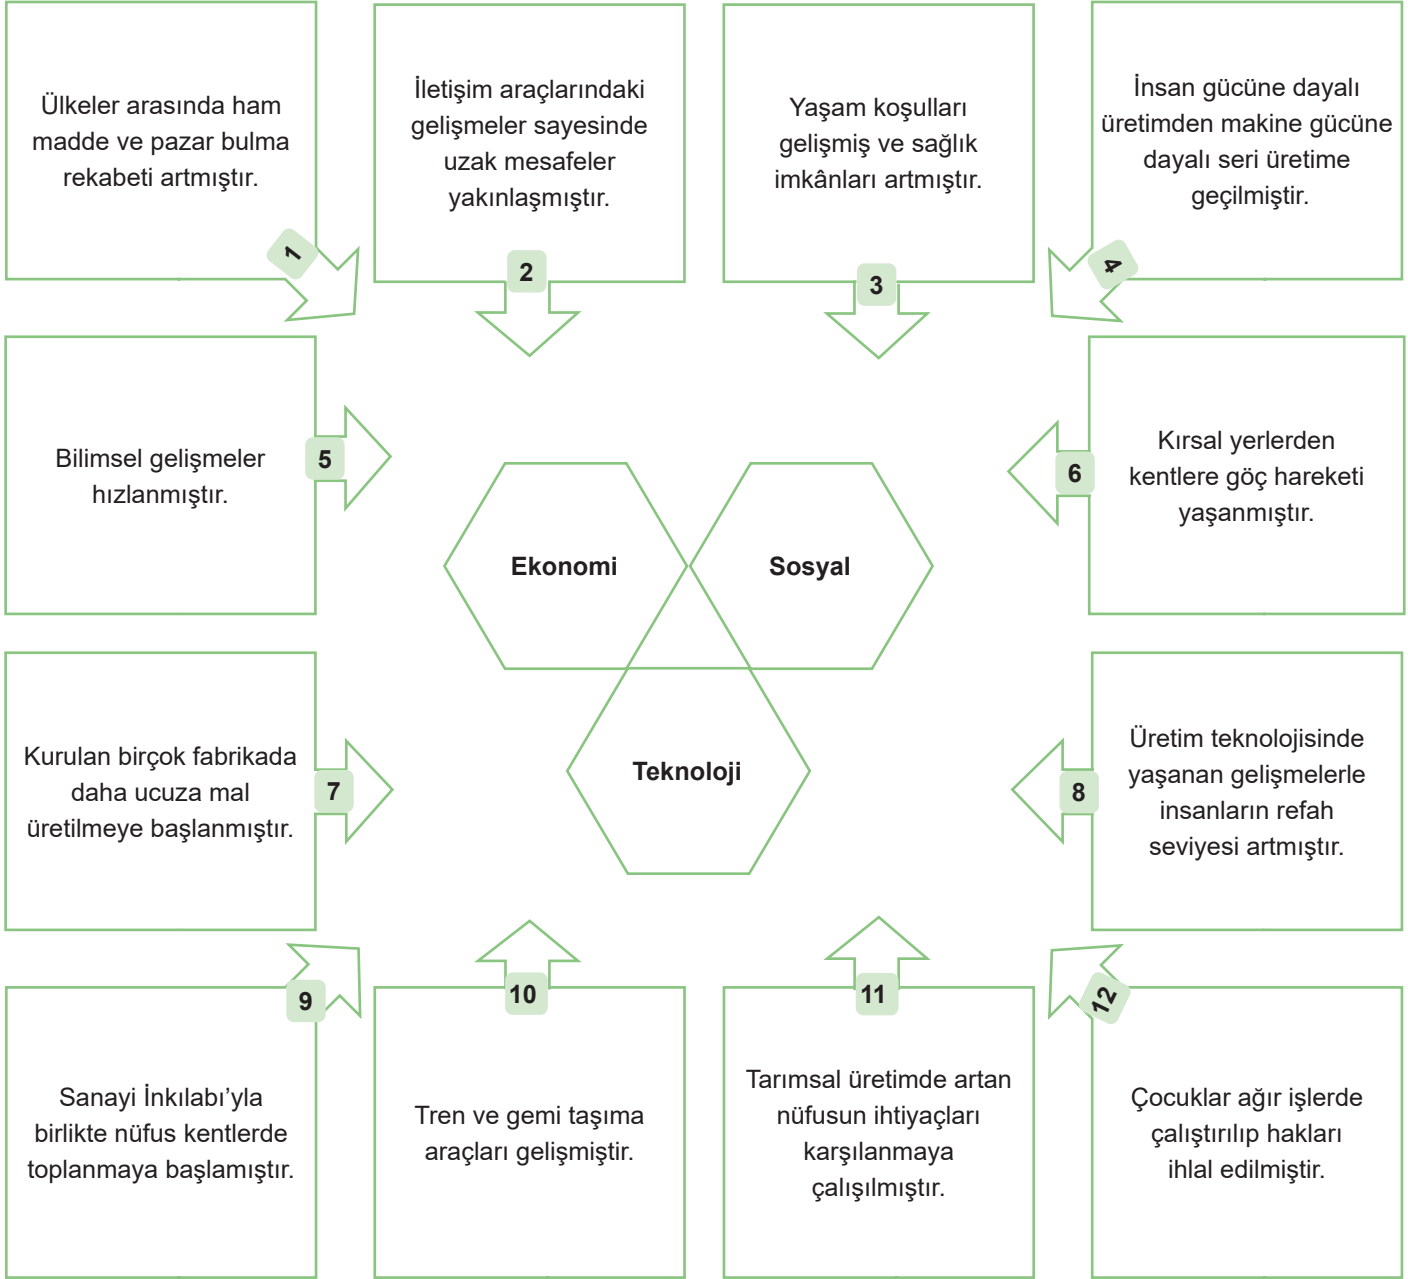 Ülkeler arasında ham
madde ve pazar bulma
rekabeti artmıştır.
1
İletişim araçlarındaki
gelişmeler sayesinde
uzak mesafeler
yakınlaşmıştır.
2
Yaşam koşulları
gelişmiş ve sağlık
imkânları artmıştır.
3
İnsan gücüne dayalı
üretimden makine gücüne
dayalı seri üretime
geçilmiştir.
4
Bilimsel gelişmeler
hızlanmıştır.
5
Kırsal yerlerden
kentlere göç hareketi
yaşanmıştır.
6
Ekonomi
Sosyal
Teknoloji
Kurulan birçok fabrikada
daha ucuza mal
üretilmeye başlanmıştır.
7
Üretim teknolojisinde
yaşanan gelişmelerle
insanların refah
seviyesi artmıştır.
8
9
Sanayi İnkılabı’yla
birlikte nüfus kentlerde
toplanmaya başlamıştır.
10
Tren ve gemi taşıma
araçları gelişmiştir.
11
Tarımsal üretimde artan
nüfusun ihtiyaçları
karşılanmaya
çalışılmıştır.
12
Çocuklar ağır işlerde
çalıştırılıp hakları
ihlal edilmiştir.